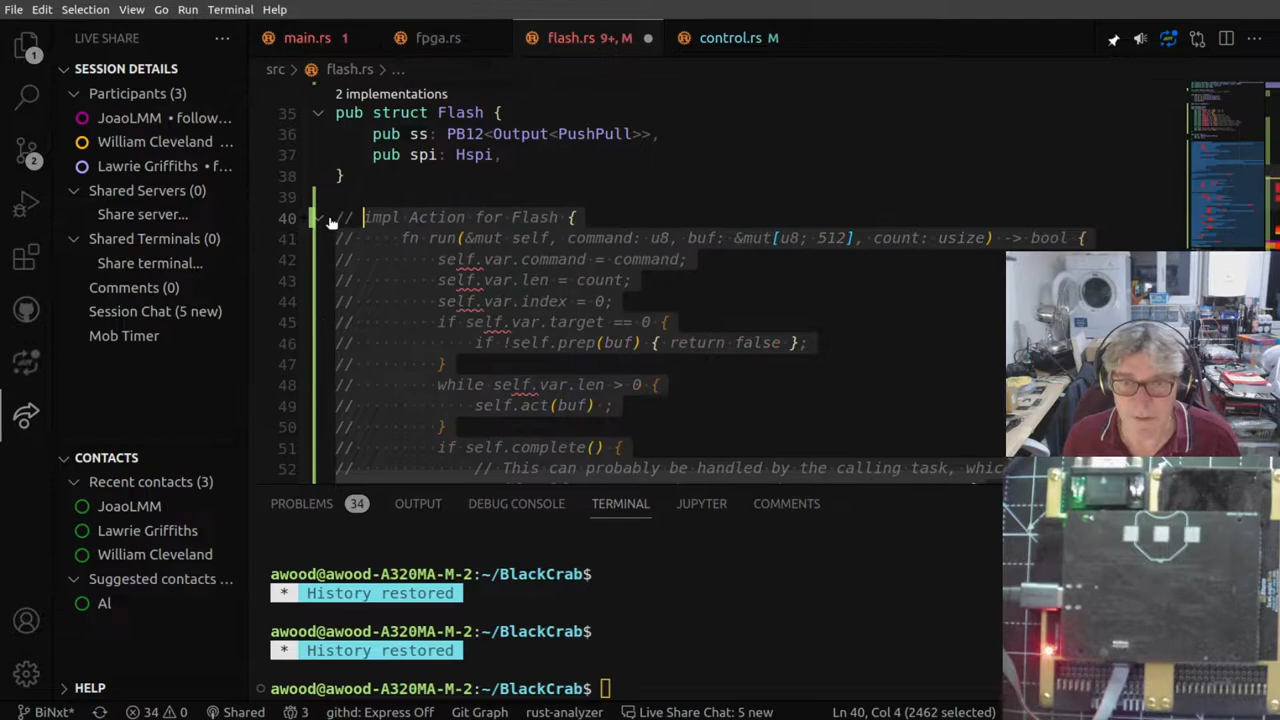 File Edit Selection View Go Run Terminal Help
1
LIVE SHARE
main.rs 1
fpga.rs
flash.rs 9+, M
control.rs M
SESSION DETAILS
Participants (3)
JoaoLMM • follow...
William Cleveland ...
Lawrie Griffiths • f...
Shared Servers (0)
Share server...
Shared Terminals (0)
Share terminal...
Comments (0)
Session Chat (5 new)
Mob Timer
2
CONTACTS
Recent contacts (3)
JoaoLMM
Lawrie Griffiths
William Cleveland
Suggested contacts ...
Al
HELP
src > flash.rs > ...
2 implementations
35 pub struct Flash {
36 pub ss: PB12<Output<PushPull>>,
37 pub spi: Hspi,
38 }
39
40 // impl Action for Flash {
41 // fn run(&mut self, command: u8, buf: &mut[u8; 512], count: usize) -> bool {
42 // self.var.command = command;
43 // self.var.len = count;
44 // self.var.index = 0;
45 // if self.var.target == 0 {
46 // if !self.prep(buf) { return false };
47 // }
48 // while self.var.len > 0 {
49 // self.act(buf) ;
50 // }
51 // if self.complete() {
52 // // This can probably be handled by the calling task, whic
PROBLEMS 34 OUTPUT DEBUG CONSOLE TERMINAL JUPYTER COMMENTS
awood@awood-A320MA-M-2:~/BlackCrab$
* History restored
awood@awood-A320MA-M-2:~/BlackCrab$
* History restored
awood@awood-A320MA-M-2:~/BlackCrab$
BiNxt* 34 0 Shared 3 githd: Express Off Git Graph rust-analyzer Live Share Chat: 5 new Ln 40, Col 4 (2462 selected)